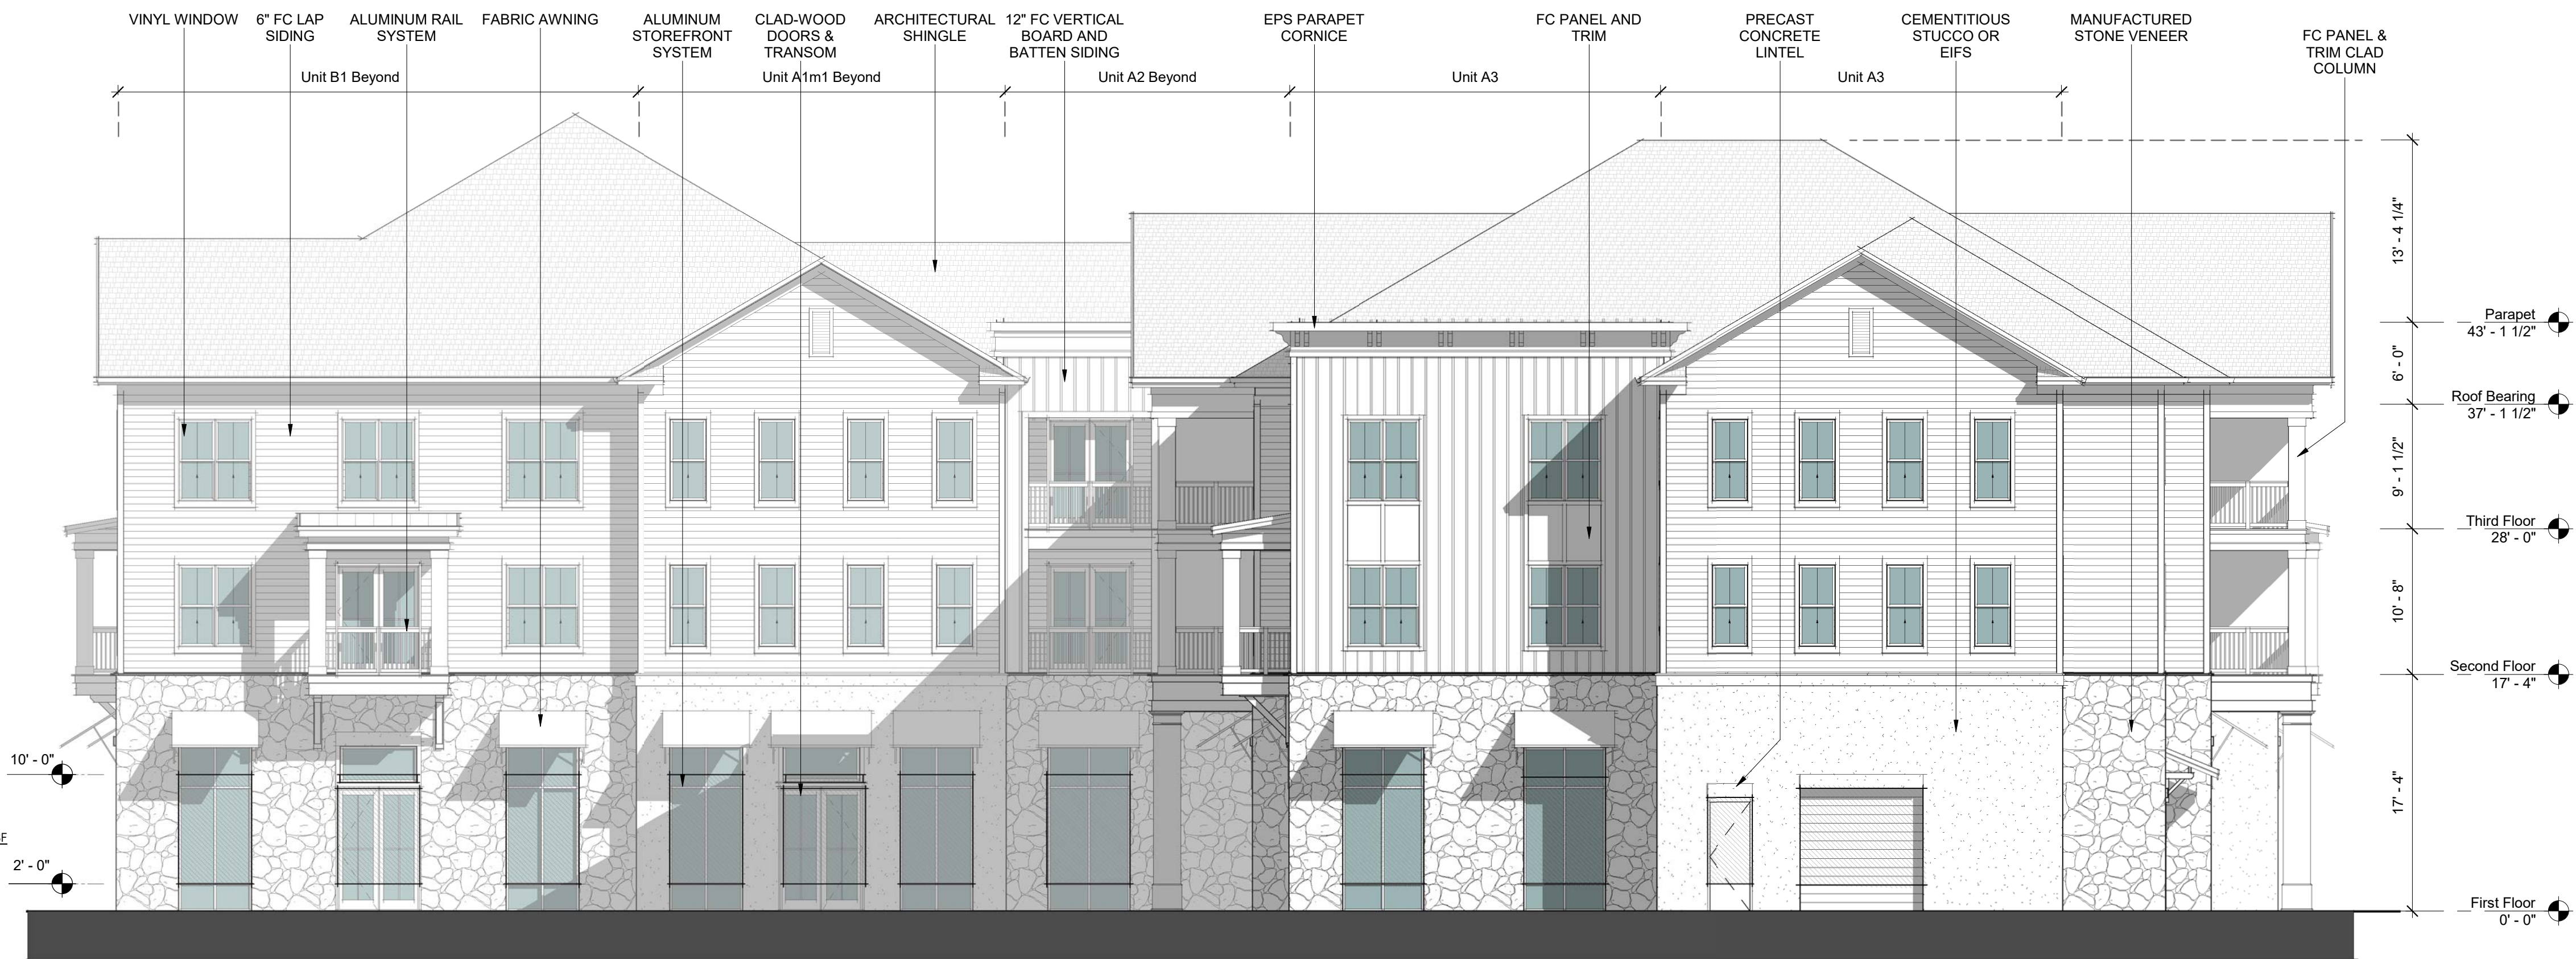 VINYL WINDOW
6" FC LAP
SIDING
ALUMINUM RAIL
SYSTEM
FABRIC AWNING
ALUMINUM
STOREFRONT
SYSTEM
CLAD-WOOD
DOORS &
TRANSOM
ARCHITECTURAL
SHINGLE
12" FC VERTICAL
BOARD AND
BATTEN SIDING
EPS PARAPET
CORNICE
FC PANEL AND
TRIM
PRECAST
CONCRETE
LINTEL
CEMENTITIOUS
STUCCO OR
EIFS
MANUFACTURED
STONE VENEER
FC PANEL &
TRIM CLAD
COLUMN
Unit B1 Beyond
Unit A1m1 Beyond
Unit A2 Beyond
Unit A3
Unit A3
13' - 4 1/4"
Parapet
43' - 1 1/2"
6' - 0"
Roof Bearing
37' - 1 1/2"
9' - 1 1/2"
Third Floor
28' - 0"
10' - 8"
Second Floor
17' - 4"
17' - 4"
First Floor
0' - 0"
10' - 0"
F
2' - 0"